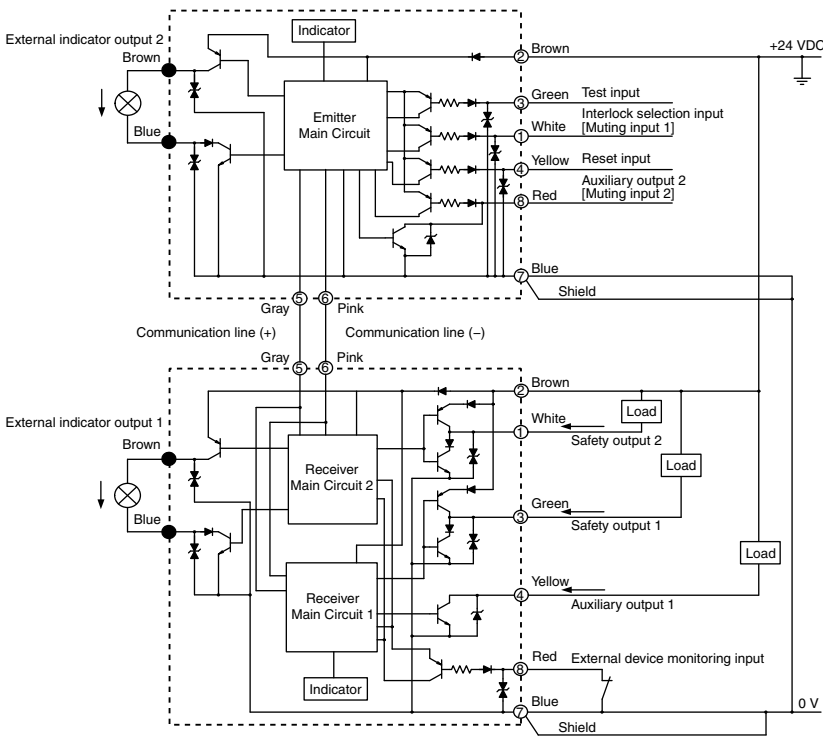 External indicator output 2
Brown
Blue
Indicator
Emitter
Main Circuit
2 Brown
+24 VDC
3 Green Test input
1 White Interlock selection input
[Muting input 1]
4 Yellow Reset input
8 Red Auxiliary output 2
[Muting input 2]
7 Blue
Shield
5 6
Gray Pink
Communication line (+) Communication line (−)
Gray Pink
5 6
External indicator output 1
Brown
Blue
Receiver
Main Circuit 2
Receiver
Main Circuit 1
Indicator
2 Brown
Load
1 White
Safety output 2
Load
3 Green
Safety output 1
Load
4 Yellow
Auxiliary output 1
8 Red External device monitoring input
7 Blue
0 V
Shield